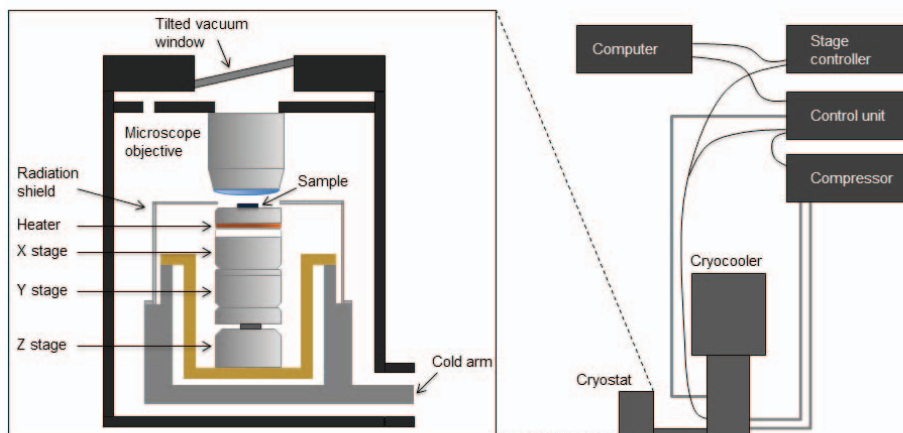 Tilted vacuum
window
Microscope
objective
Radiation
shield
Sample
Heater
X stage
Y stage
Z stage
Cold arm
Computer
Stage
controller
Control unit
Compressor
Cryocooler
Cryostat